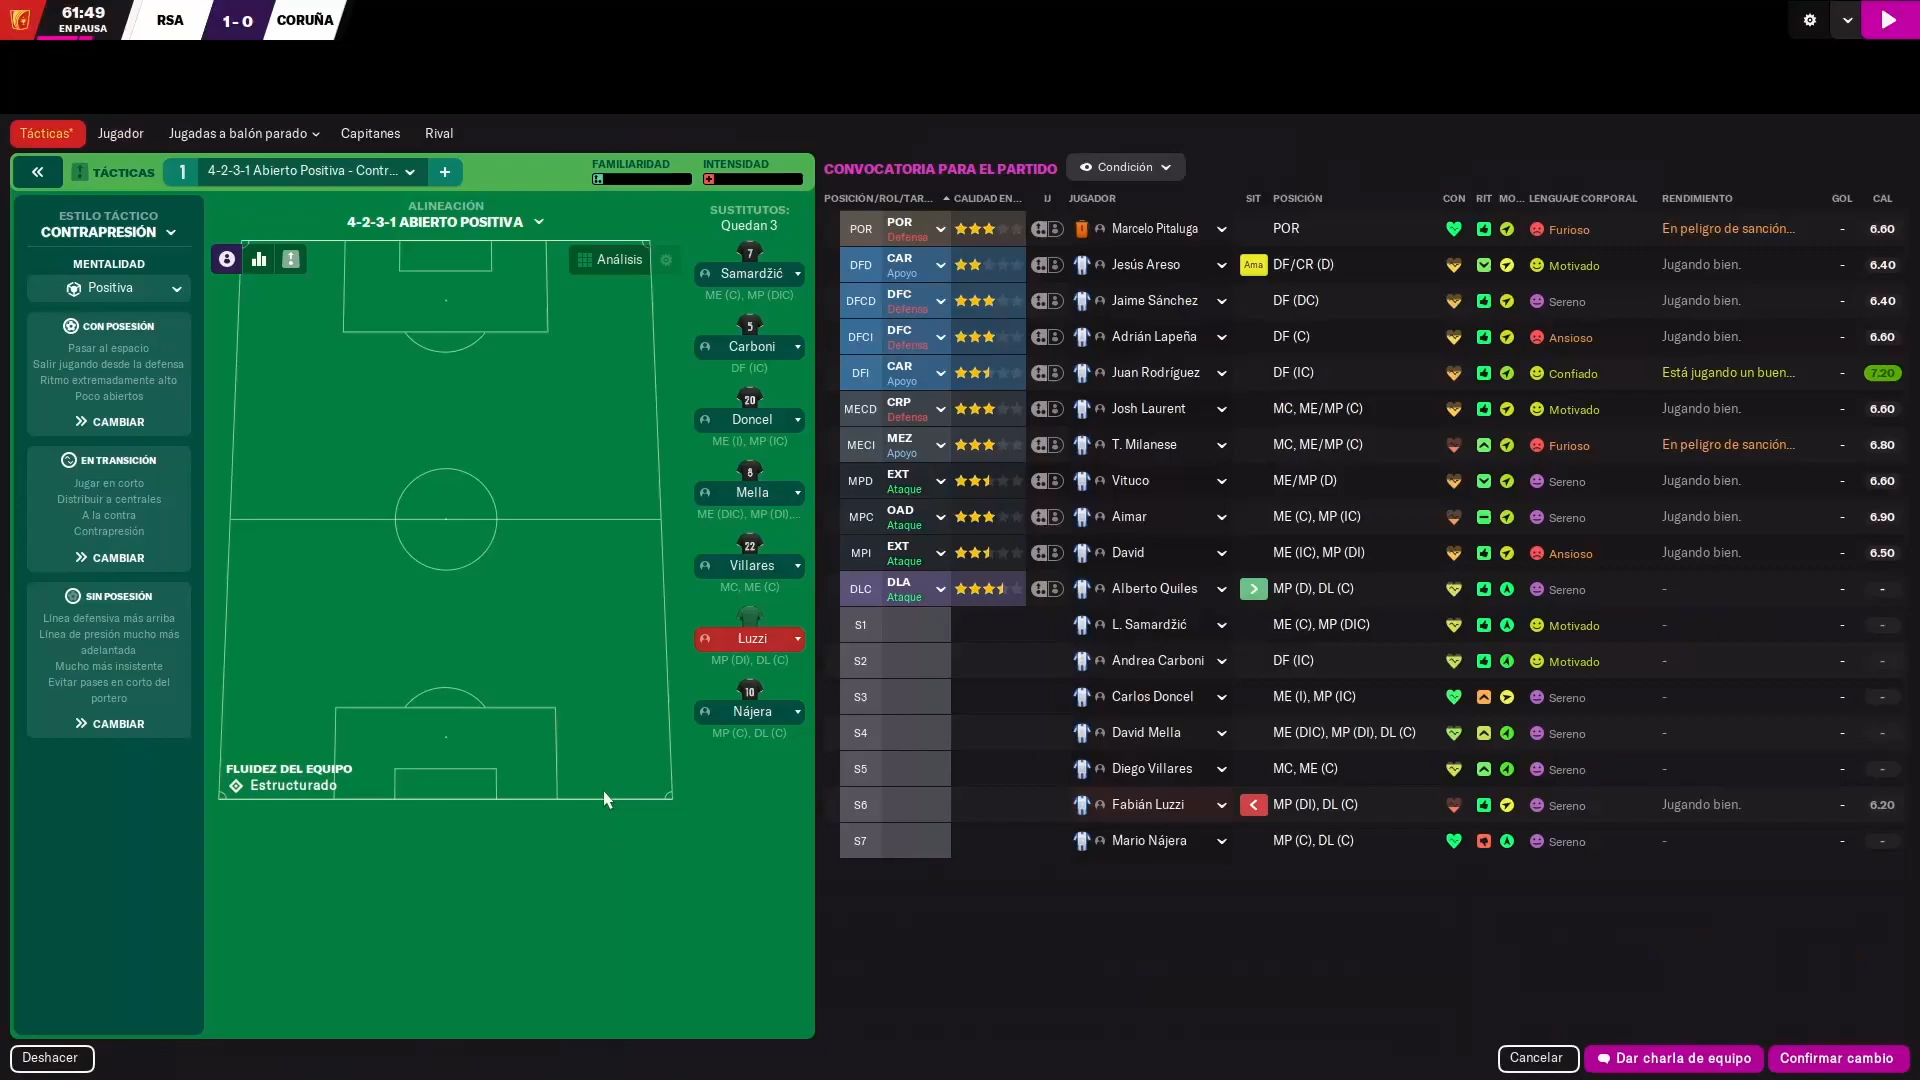 61:49
EN PAUSA
RSA
1 - 0
CORUÑA
Tácticas*
Jugador
Jugadas a balón parado
Capitanes
Rival
TÁCTICAS
1
4-2-3-1 Abierto Positiva - Contr...
+
FAMILIARIDAD
INTENSIDAD
ESTILO TÁCTICO
CONTRAPRESIÓN
MENTALIDAD
Positiva
CON POSESIÓN
Pasar al espacio
Salir jugando desde la defensa
Ritmo extremadamente alto
Poco abiertos
CAMBIAR
EN TRANSICIÓN
Jugar en corto
Distribuir a centrales
A la contra
Contrapresión
CAMBIAR
SIN POSESIÓN
Línea defensiva más arriba
Línea de presión mucho más
adelantada
Mucho más insistente
Evitar pases en corto del
portero
CAMBIAR
ALINEACIÓN
4-2-3-1 ABIERTO POSITIVA
Análisis
FLUIDEZ DEL EQUIPO
Estructurado
SUSTITUTOS:
Quedan 3
7
Samardžić
ME (C), MP (DIC)
5
Carboni
DF (IC)
20
Doncel
ME (I), MP (IC)
8
Mella
ME (DIC), MP (DI),...
22
Villares
MC, ME (C)
Luzzi
MP (DI), DL (C)
10
Nájera
MP (C), DL (C)
CONVOCATORIA PARA EL PARTIDO
Condición
POSICIÓN/ROL/TAR... CALIDAD EN... IJ JUGADOR SIT POSICIÓN CON RIT MO... LENGUAJE CORPORAL RENDIMIENTO GOL CAL
POR POR Defensa Marcelo Pitaluga POR Furioso En peligro de sanción... - 6.60
DFD CAR Apoyo Jesús Areso Ama DF/CR (D) Motivado Jugando bien. - 6.40
DFCD DFC Defensa Jaime Sánchez DF (DC) Sereno Jugando bien. - 6.40
DFCI DFC Defensa Adrián Lapeña DF (C) Ansioso Jugando bien. - 6.60
DFI CAR Apoyo Juan Rodríguez DF (IC) Confiado Está jugando un buen... - 7.20
MECD CRP Defensa Josh Laurent MC, ME/MP (C) Motivado Jugando bien. - 6.60
MECI MEZ Apoyo T. Milanese MC, ME/MP (C) Furioso En peligro de sanción... - 6.80
MPD EXT Ataque Vituco ME/MP (D) Sereno Jugando bien. - 6.60
MPC OAD Ataque Aimar ME (C), MP (IC) Sereno Jugando bien. - 6.90
MPI EXT Ataque David ME (IC), MP (DI) Ansioso Jugando bien. - 6.50
DLC DLA Ataque Alberto Quiles MP (D), DL (C) Sereno - - -
S1 L. Samardžić ME (C), MP (DIC) Motivado - - -
S2 Andrea Carboni DF (IC) Motivado - - -
S3 Carlos Doncel ME (I), MP (IC) Sereno - - -
S4 David Mella ME (DIC), MP (DI), DL (C) Sereno - - -
S5 Diego Villares MC, ME (C) Sereno - - -
S6 Fabián Luzzi MP (DI), DL (C) Sereno Jugando bien. - 6.20
S7 Mario Nájera MP (C), DL (C) Sereno - - -
Deshacer
Cancelar
Dar charla de equipo
Confirmar cambio